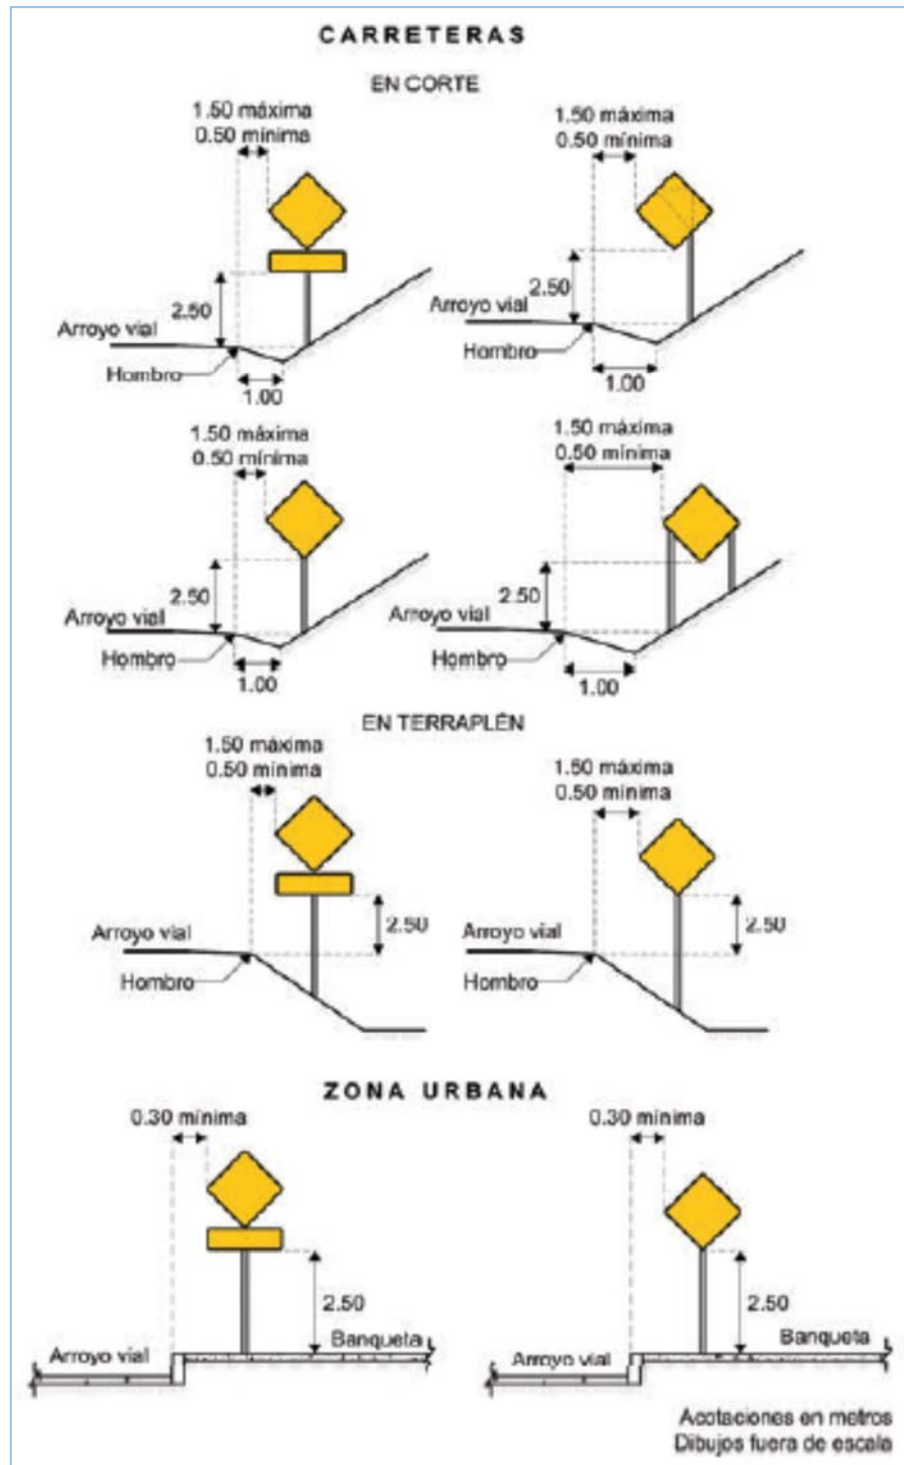 CARRETERAS
EN CORTE
1.50 máxima
0.50 mínima
2.50
Arroyo vial
Hombro
1.00
1.50 máxima
0.50 mínima
2.50
Arroyo vial
Hombro
1.00
1.50 máxima
0.50 mínima
2.50
Arroyo vial
Hombro
1.00
1.50 máxima
0.50 mínima
2.50
Arroyo vial
Hombro
1.00
EN TERRAPLÉN
1.50 máxima
0.50 mínima
2.50
Arroyo vial
Hombro
1.50 máxima
0.50 mínima
2.50
Arroyo vial
Hombro
ZONA URBANA
0.30 mínima
2.50
Banqueta
Arroyo vial
0.30 mínima
2.50
Banqueta
Arroyo vial
Acotaciones en metros
Dibujos fuera de escala